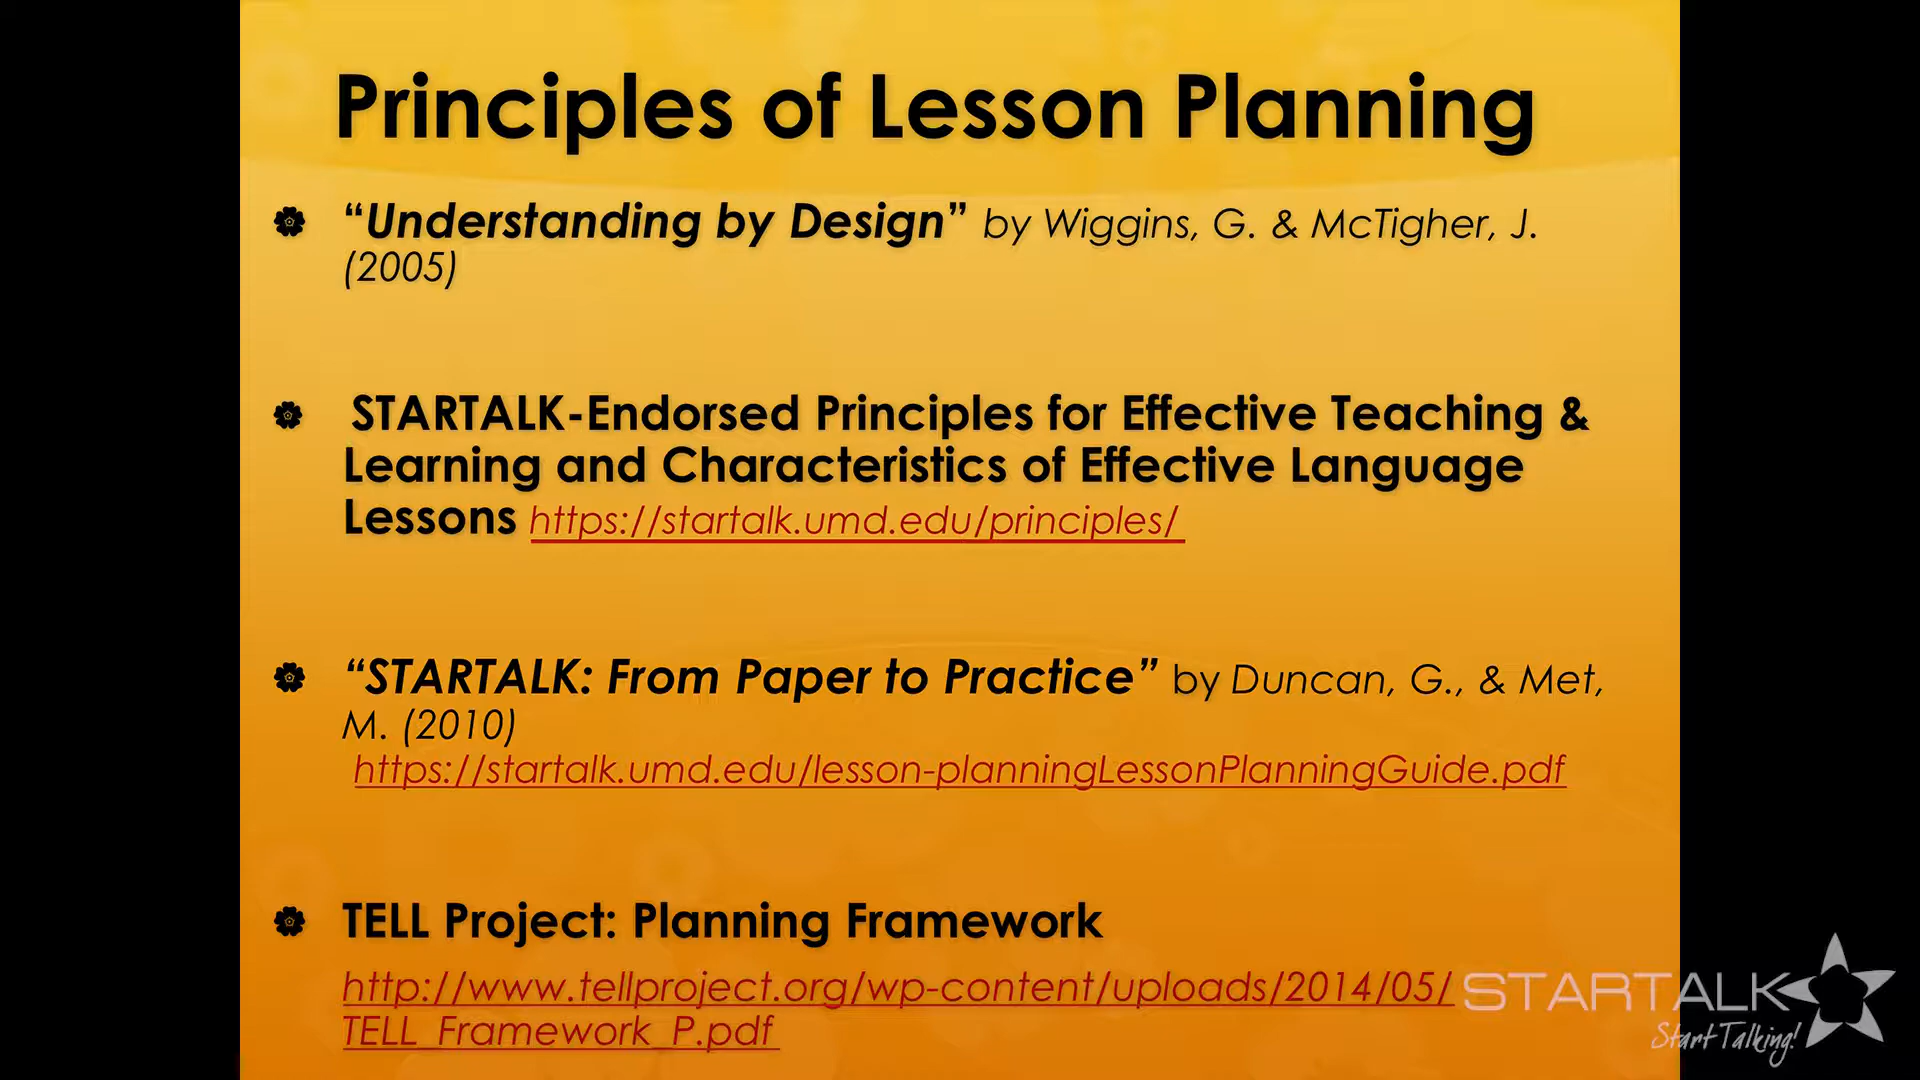 Principles of Lesson Planning
“Understanding by Design” by Wiggins, G. & McTigher, J.
(2005)
STARTALK-Endorsed Principles for Effective Teaching &
Learning and Characteristics of Effective Language
Lessons https://startalk.umd.edu/principles/
“STARTALK: From Paper to Practice” by Duncan, G., & Met,
M. (2010)
https://startalk.umd.edu/lesson-planningLessonPlanningGuide.pdf
TELL Project: Planning Framework
http://www.tellproject.org/wp-content/uploads/2014/05/
TELL_Framework_P.pdf
STARTALK
Start Talking!